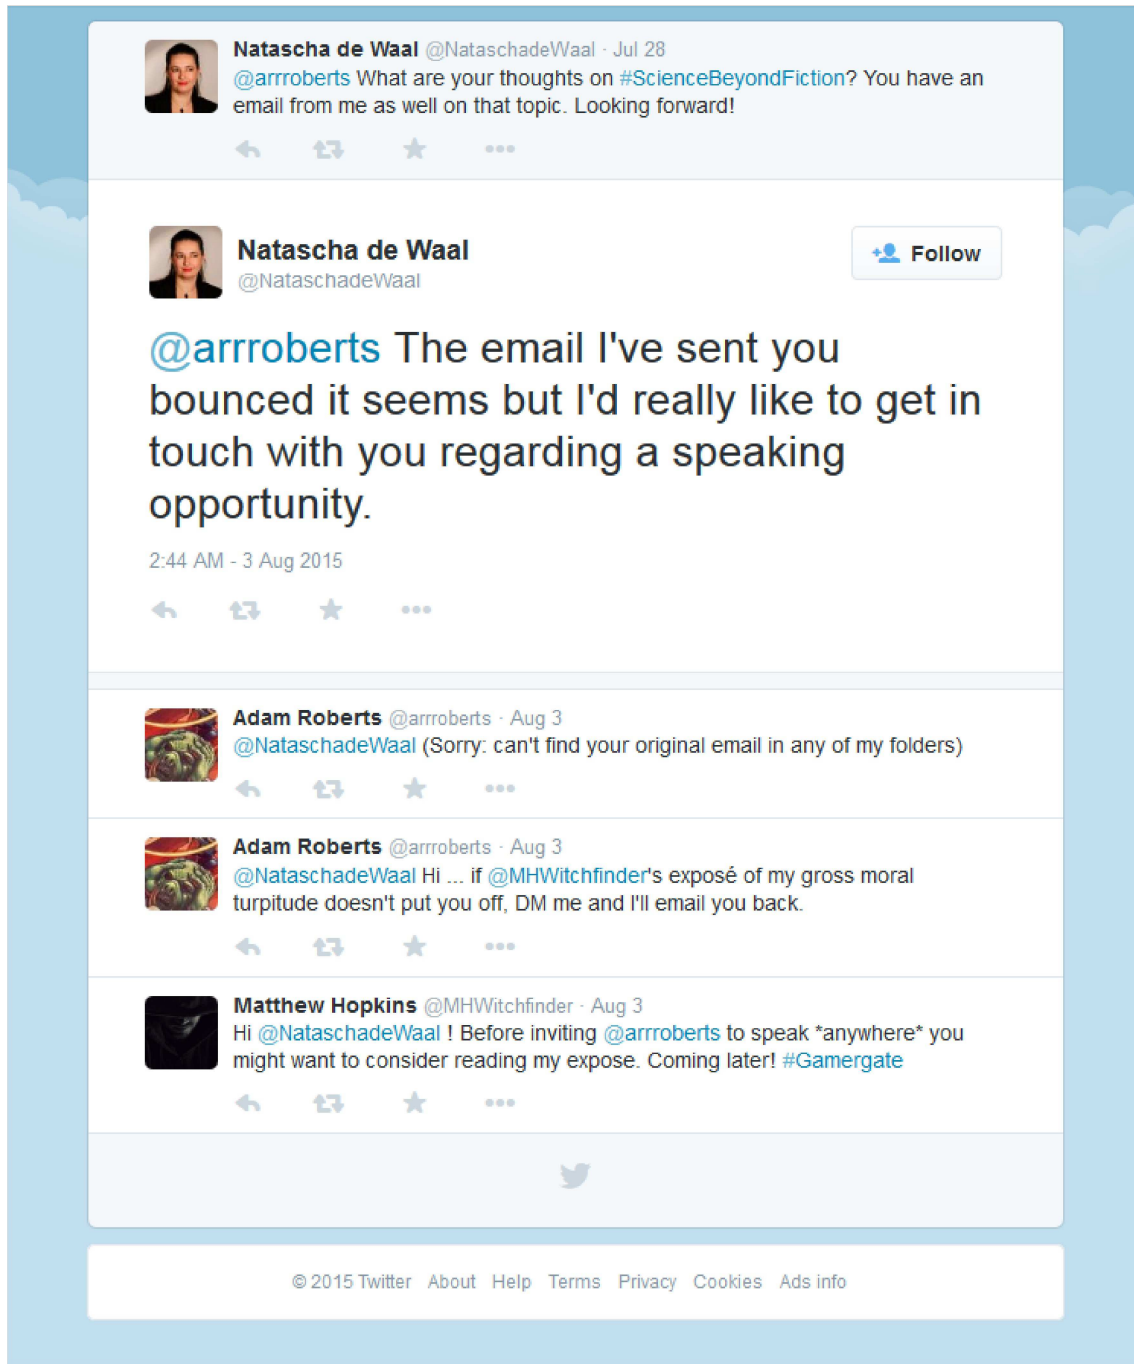 Natascha de Waal @NataschadeWaal · Jul 28
@arrroberts What are your thoughts on #ScienceBeyondFiction? You have an
email from me as well on that topic. Looking forward!
Natascha de Waal
@NataschadeWaal
Follow
@arrroberts The email I've sent you
bounced it seems but I'd really like to get in
touch with you regarding a speaking
opportunity.
2:44 AM - 3 Aug 2015
Adam Roberts @arrroberts · Aug 3
@NataschadeWaal (Sorry: can't find your original email in any of my folders)
Adam Roberts @arrroberts · Aug 3
@NataschadeWaal Hi ... if @MHWitchfinder's exposé of my gross moral
turpitude doesn't put you off, DM me and I'll email you back.
Matthew Hopkins @MHWitchfinder · Aug 3
Hi @NataschadeWaal ! Before inviting @arrroberts to speak *anywhere* you
might want to consider reading my expose. Coming later! #Gamergate
© 2015 Twitter About Help Terms Privacy Cookies Ads info